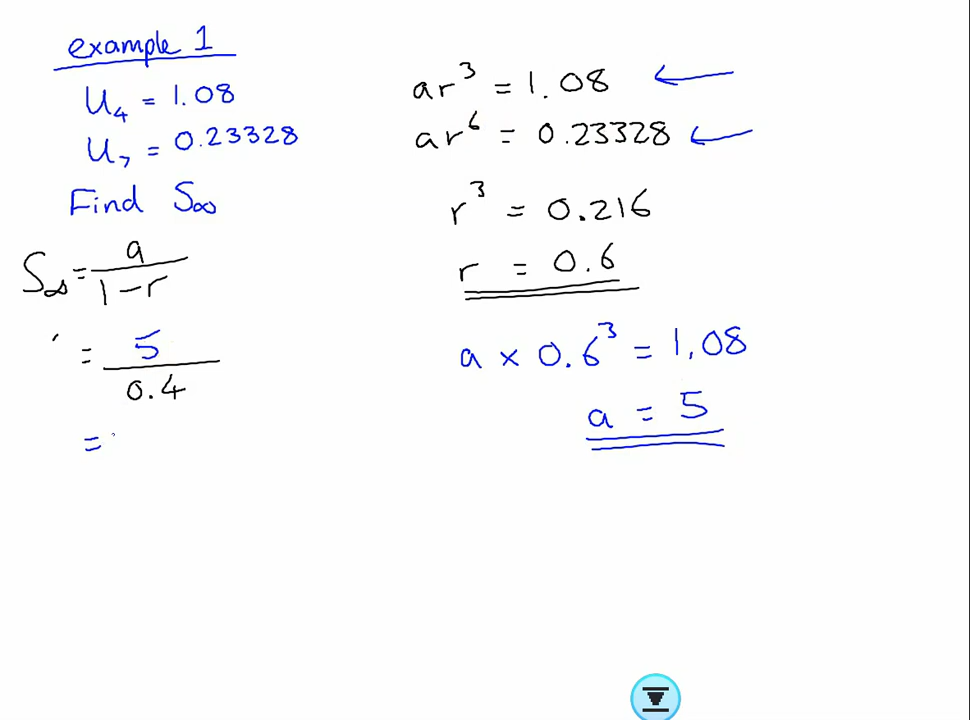 example 1
U₄ = 1.08
U₇ = 0.23328
Find S∞
S∞ = a/(1-r)
= 5/0.4
=
ar³ = 1.08 ←
ar⁶ = 0.23328 ←
r³ = 0.216
r = 0.6
a × 0.6³ = 1.08
a = 5